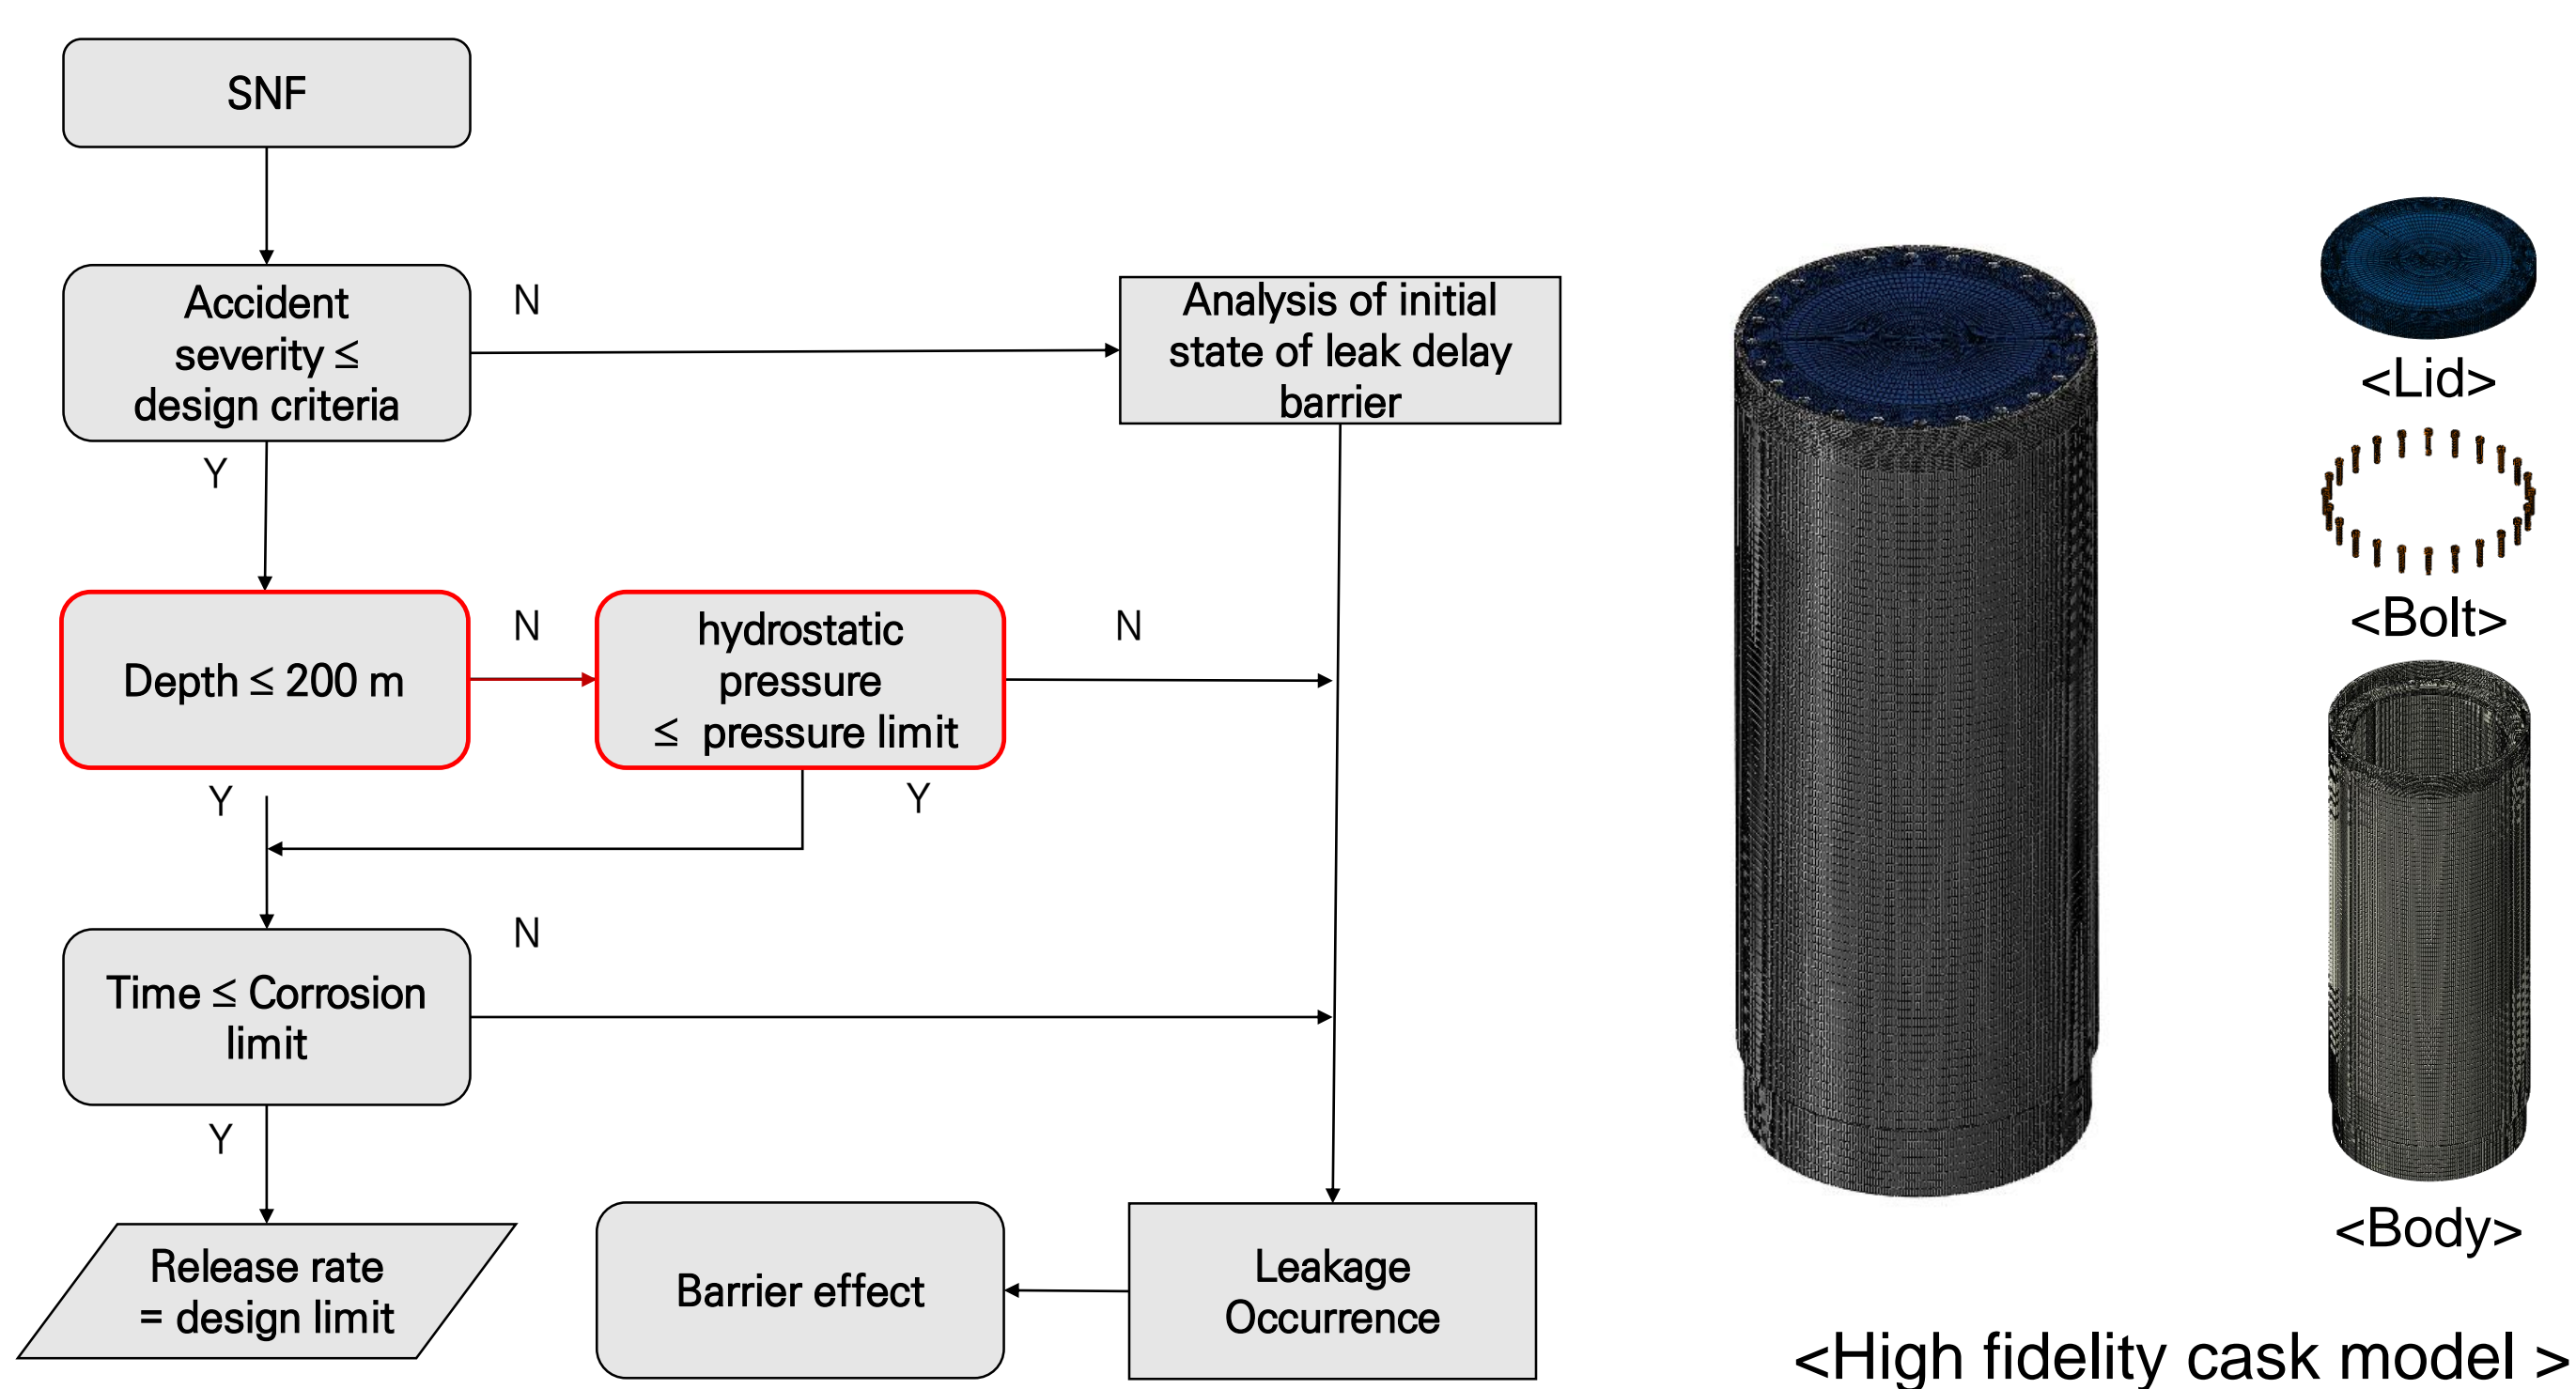 SNF
Accident
severity ≤
design criteria
N
Analysis of initial
state of leak delay
barrier
Y
Depth ≤ 200 m
N
hydrostatic
pressure
≤ pressure limit
N
Y
Y
Time ≤ Corrosion
limit
N
Y
Release rate
= design limit
Barrier effect
Leakage
Occurrence
<Lid>
<Bolt>
<Body>
<High fidelity cask model >